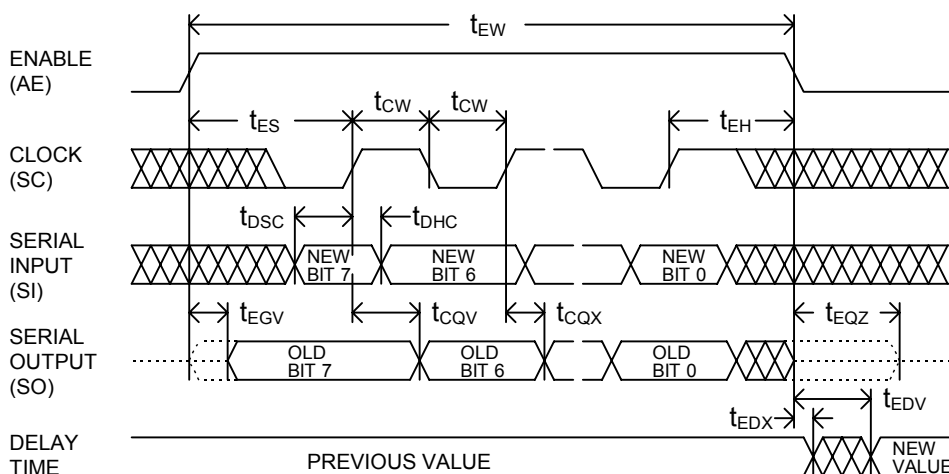 tEW
ENABLE
(AE)
tES
tCW
tCW
tEH
CLOCK
(SC)
tDSC
tDHC
SERIAL
INPUT
(SI)
NEW
BIT 7
NEW
BIT 6
NEW
BIT 0
tEGV
tCQV
tCQX
tEQZ
SERIAL
OUTPUT
(SO)
OLD
BIT 7
OLD
BIT 6
OLD
BIT 0
tEDX
tEDV
DELAY
TIME
PREVIOUS VALUE
NEW
VALUE